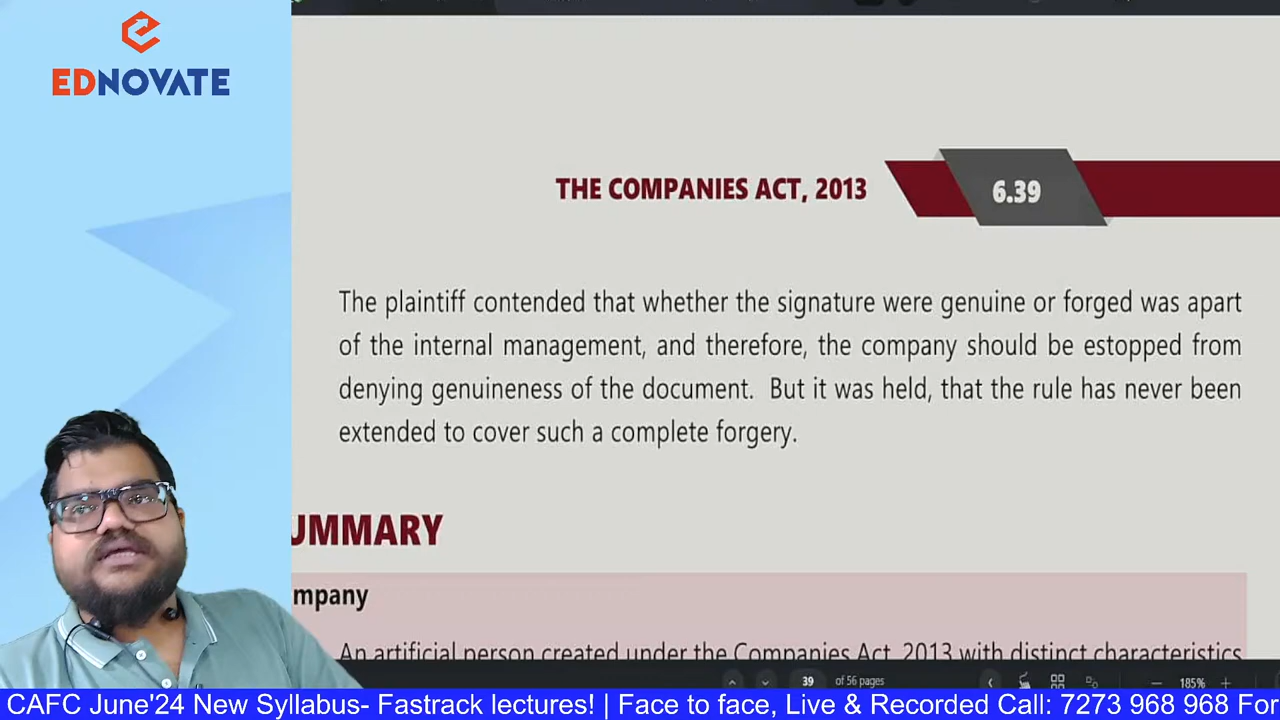 EDNOVATE
THE COMPANIES ACT, 2013
6.39
The plaintiff contended that whether the signature were genuine or forged was apart
of the internal management, and therefore, the company should be estopped from
denying genuineness of the document. But it was held, that the rule has never been
extended to cover such a complete forgery.
UMMARY
mpany
An artificial person created under the Companies Act, 2013 with distinct characteristics
39 of 56 pages
185%
CAFC June'24 New Syllabus- Fastrack lectures! | Face to face, Live & Recorded Call: 7273 968 968 For